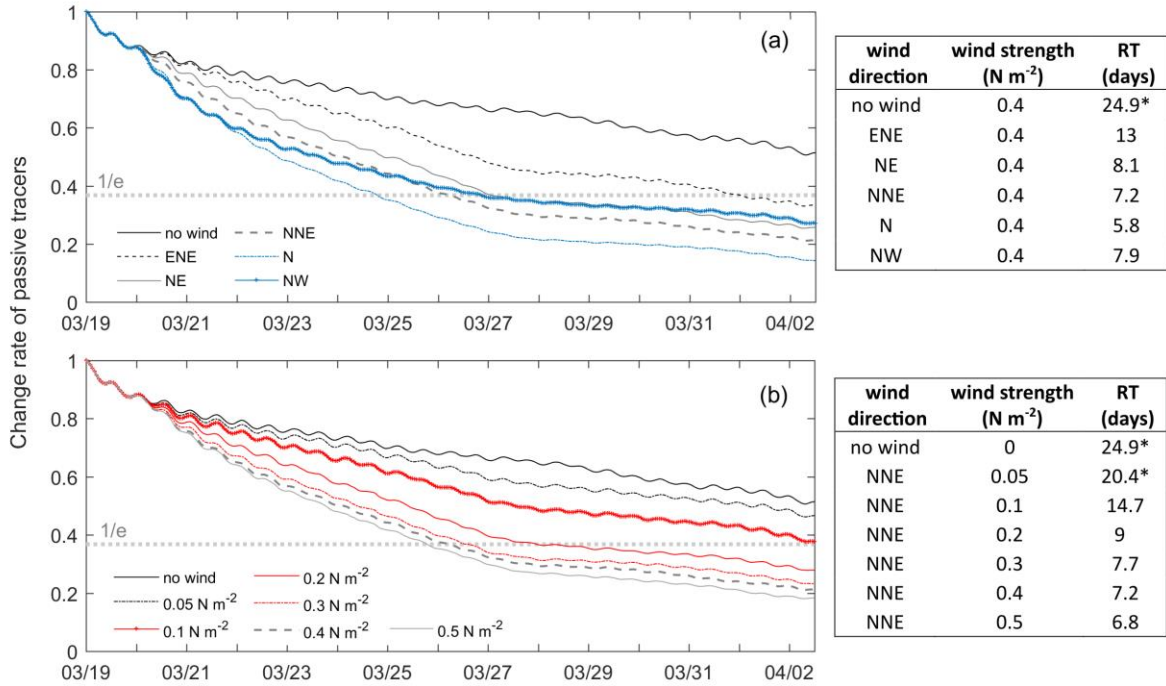 Change rate of passive tracers
1
0.8
0.6
0.4
0.2
0
(a)
1/e
no wind
ENE
NE
NNE
N
NW
03/19 03/21 03/23 03/25 03/27 03/29 03/31 04/02
wind direction wind strength (N m⁻²) RT (days)
no wind 0.4 24.9*
ENE 0.4 13
NE 0.4 8.1
NNE 0.4 7.2
N 0.4 5.8
NW 0.4 7.9
1
0.8
0.6
0.4
0.2
0
(b)
1/e
no wind
0.05 N m⁻²
0.1 N m⁻²
0.2 N m⁻²
0.3 N m⁻²
0.4 N m⁻²
0.5 N m⁻²
03/19 03/21 03/23 03/25 03/27 03/29 03/31 04/02
wind direction wind strength (N m⁻²) RT (days)
no wind 0 24.9*
NNE 0.05 20.4*
NNE 0.1 14.7
NNE 0.2 9
NNE 0.3 7.7
NNE 0.4 7.2
NNE 0.5 6.8